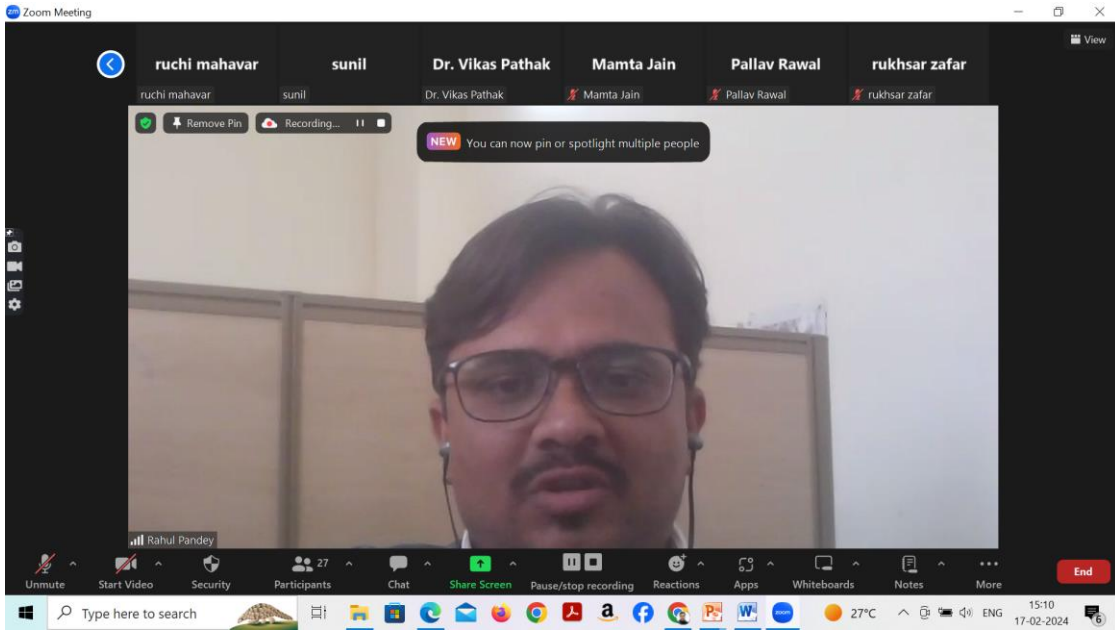 zm Zoom Meeting
View
ruchi mahavar
sunil
Dr. Vikas Pathak
Mamta Jain
Pallav Rawal
rukhsar zafar
ruchi mahavar
sunil
Dr. Vikas Pathak
Mamta Jain
Pallav Rawal
rukhsar zafar
Remove Pin
Recording...
NEW You can now pin or spotlight multiple people
Rahul Pandey
27
Unmute
Start Video
Security
Participants
Chat
Share Screen
Pause/stop recording
Reactions
Apps
Whiteboards
Notes
More
End
Type here to search
27°C
ENG
15:10
17-02-2024
6